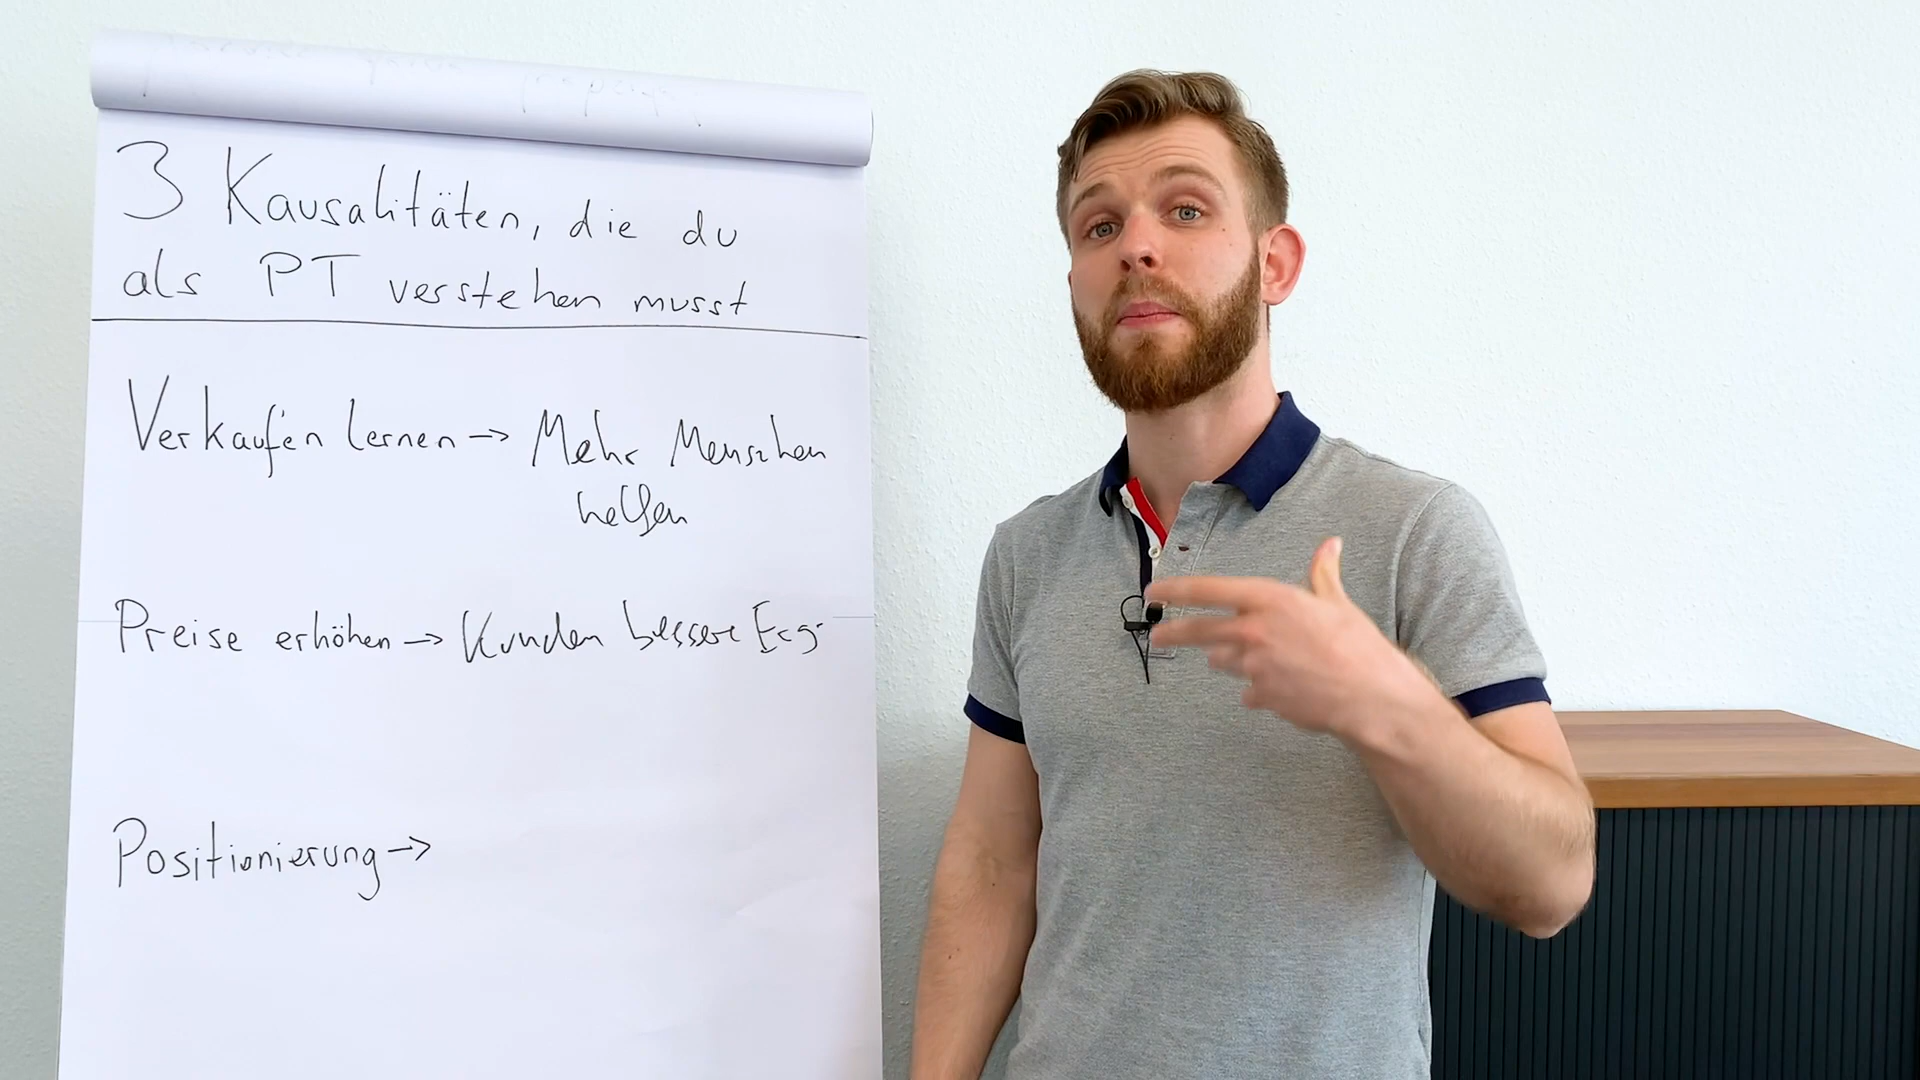 3 Kausalitäten, die du
als PT verstehen musst
Verkaufen lernen → Mehr Menschen
helfen
Preise erhöhen → Kunden bessere Erg.
Positionierung →